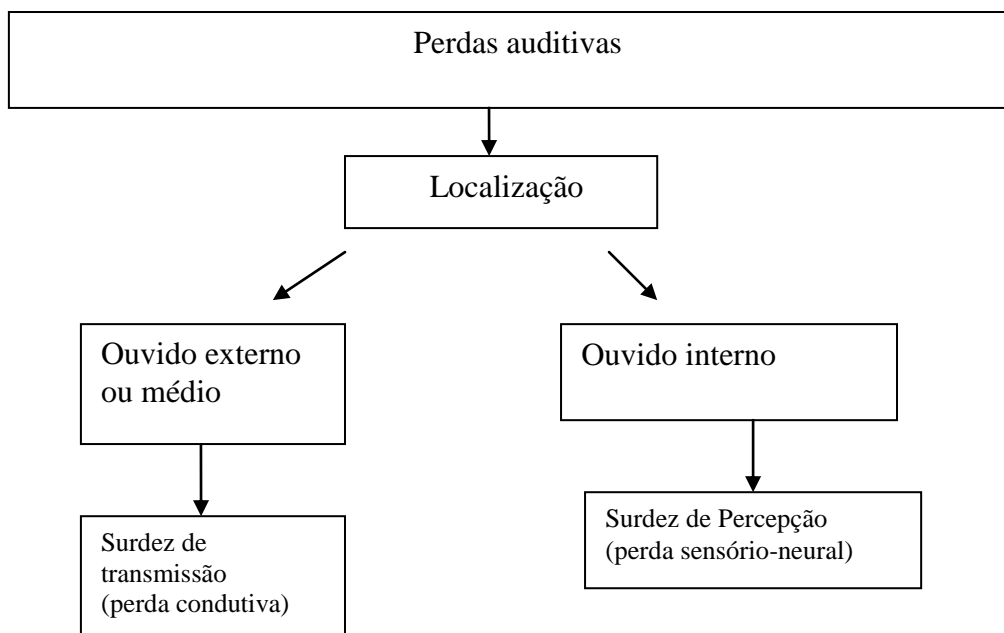 Perdas auditivas
Localização
Ouvido externo
ou médio
Ouvido interno
Surdez de
transmissão
(perda condutiva)
Surdez de Percepção
(perda sensório-neural)